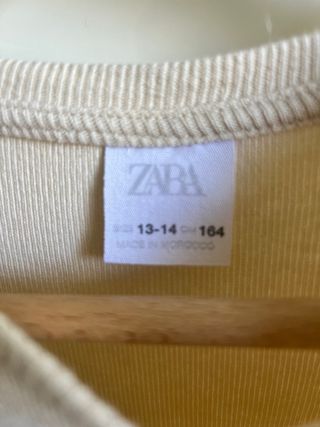 ZARA
SIZE 13-14 CM 164
MADE IN MOROCCO